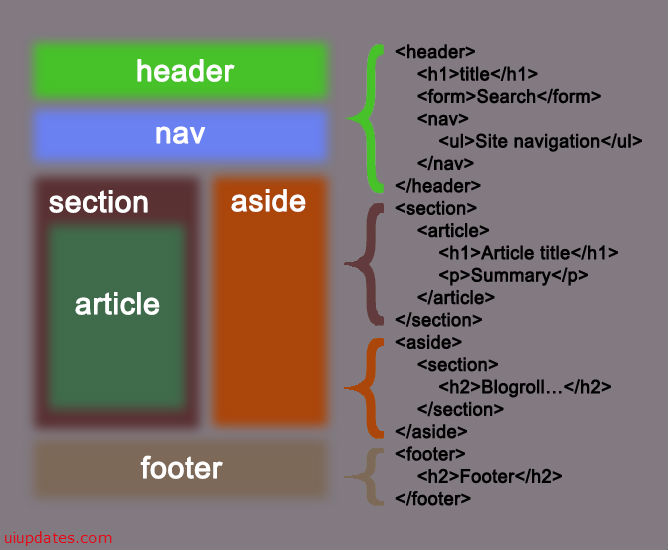 header
nav
section
aside
article
footer
<header>
<h1>title</h1>
<form>Search</form>
<nav>
<ul>Site navigation</ul>
</nav>
</header>
<section>
<article>
<h1>Article title</h1>
<p>Summary</p>
</article>
</section>
<aside>
<section>
<h2>Blogroll...</h2>
</section>
</aside>
<footer>
<h2>Footer</h2>
</footer>
uiupdates.com